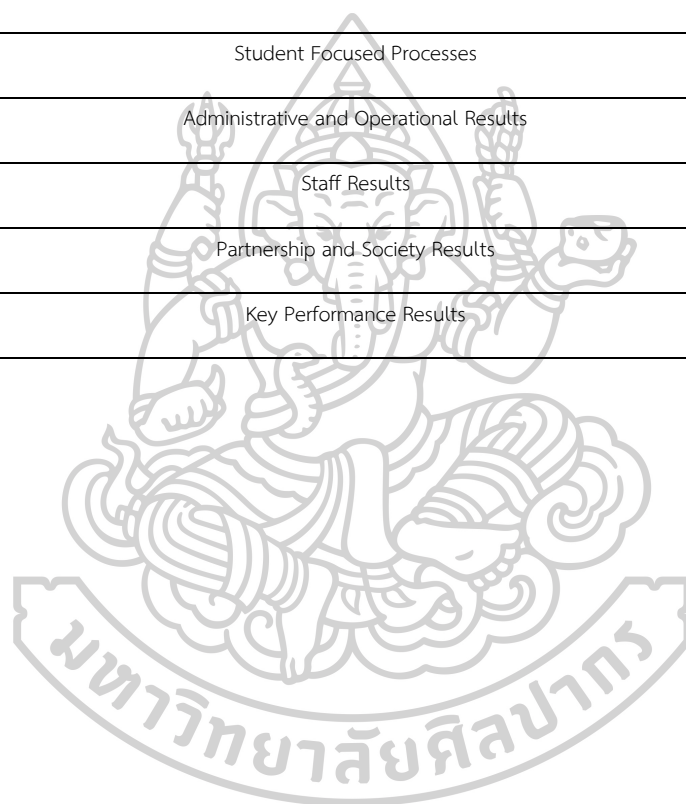 Student Focused Processes
Administrative and Operational Results
Staff Results
Partnership and Society Results
Key Performance Results
มหาวิทยาลัยศิลปากร